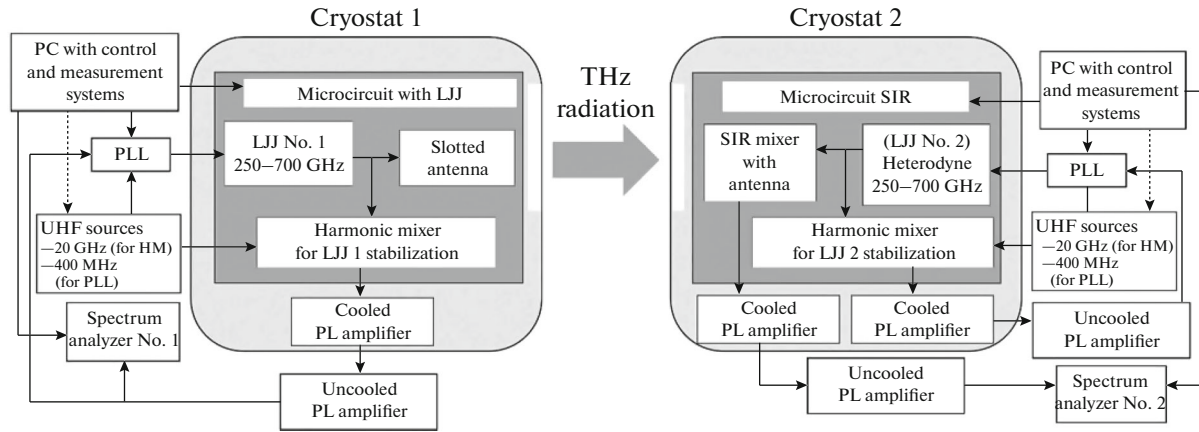 Cryostat 1
PC with control
and measurement
systems
Microcircuit with LJJ
PLL
LJJ No. 1
250–700 GHz
Slotted
antenna
UHF sources
—20 GHz (for HM)
—400 MHz
(for PLL)
Harmonic mixer
for LJJ 1 stabilization
Spectrum
analyzer No. 1
Cooled
PL amplifier
Uncooled
PL amplifier
THz
radiation
Cryostat 2
Microcircuit SIR
PC with control
and measurement
systems
SIR mixer
with
antenna
(LJJ No. 2)
Heterodyne
250–700 GHz
PLL
Harmonic mixer
for LJJ 2 stabilization
UHF sources
—20 GHz (for HM)
—400 MHz
(for PLL)
Cooled
PL amplifier
Cooled
PL amplifier
Uncooled
PL amplifier
Uncooled
PL amplifier
Spectrum
analyzer No. 2